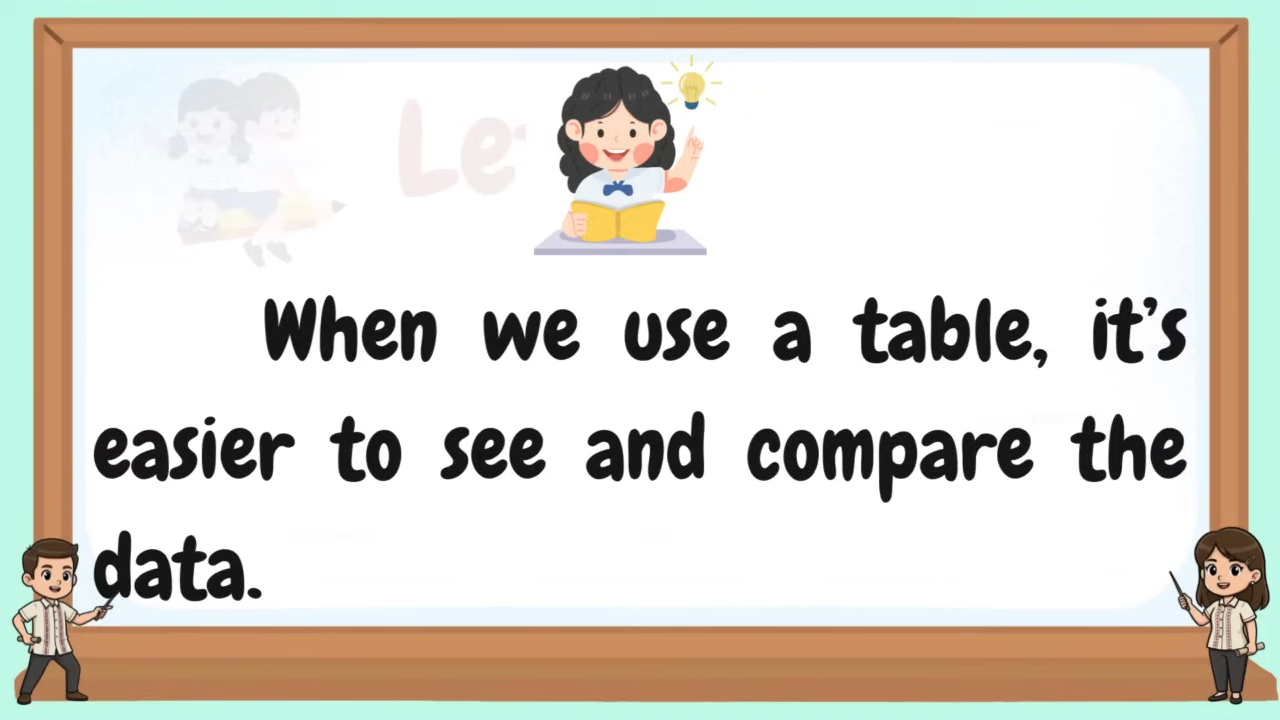 When we use a table, it's
easier to see and compare the
data.